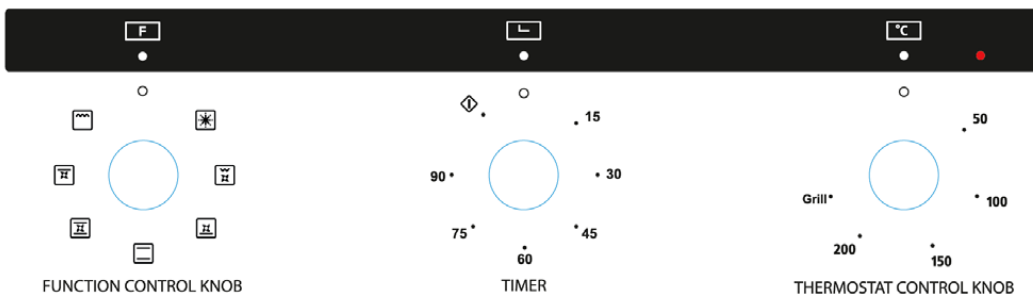 F
°C
15
50
90
30
Grill
100
75
45
60
200
150
FUNCTION CONTROL KNOB
TIMER
THERMOSTAT CONTROL KNOB